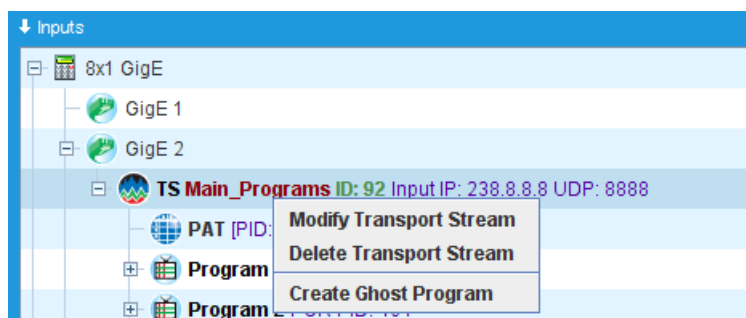 Inputs
8x1 GigE
GigE 1
GigE 2
TS Main_Programs ID: 92 Input IP: 238.8.8.8 UDP: 8888
PAT [PID:
Modify Transport Stream
Delete Transport Stream
Program
Create Ghost Program
Program